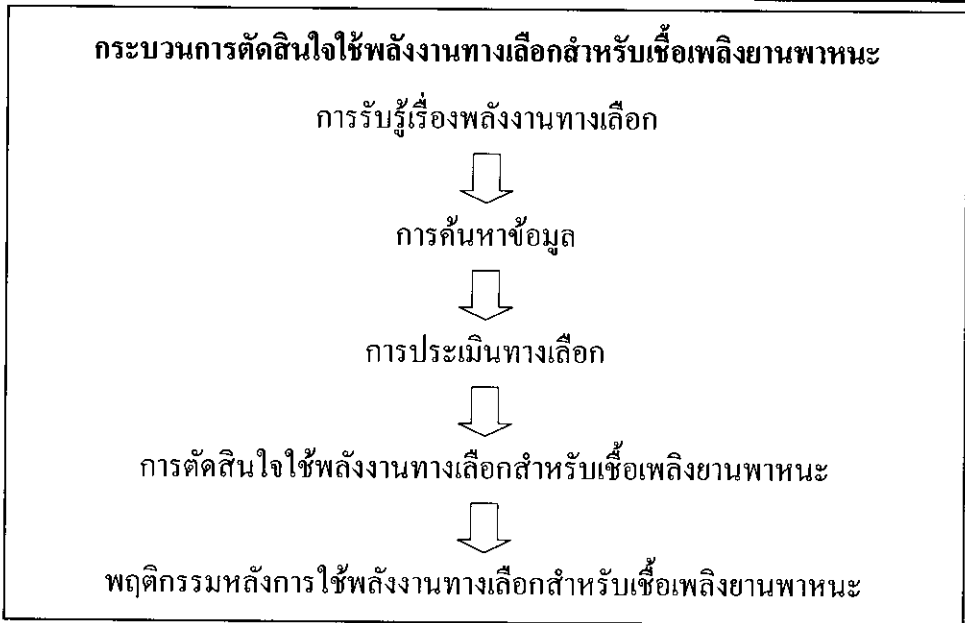 กระบวนการตัดสินใจใช้พลังงานทางเลือกสำหรับเชื้อเพลิงยานพาหนะ
การรับรู้เรื่องพลังงานทางเลือก
การค้นหาข้อมูล
การประเมินทางเลือก
การตัดสินใจใช้พลังงานทางเลือกสำหรับเชื้อเพลิงยานพาหนะ
พฤติกรรมหลังการใช้พลังงานทางเลือกสำหรับเชื้อเพลิงยานพาหนะ